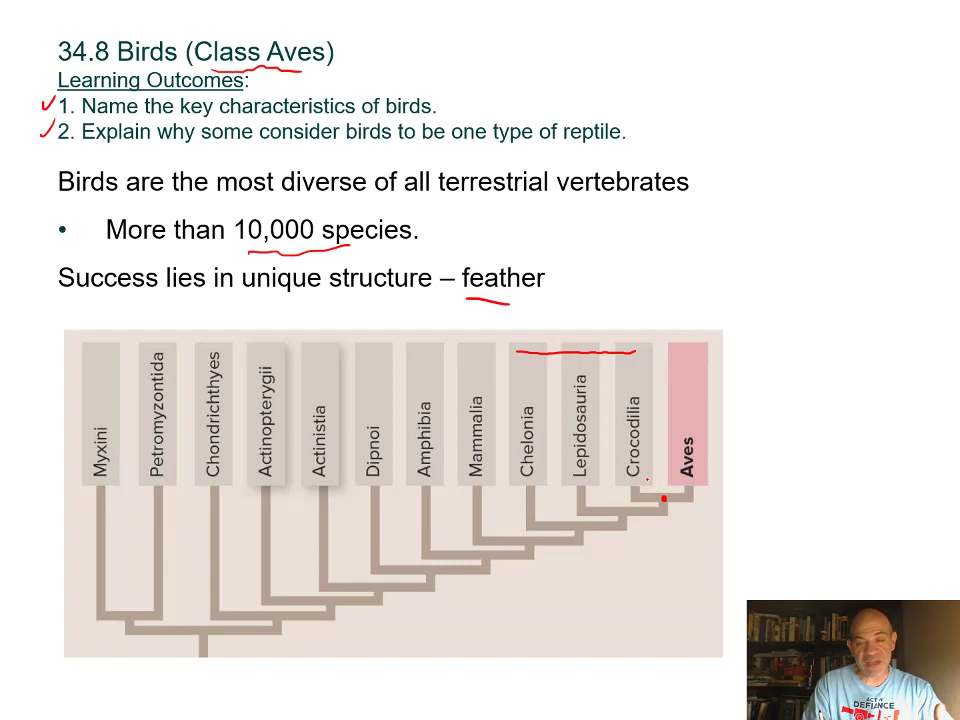 34.8 Birds (Class Aves)
Learning Outcomes:
1. Name the key characteristics of birds.
2. Explain why some consider birds to be one type of reptile.
Birds are the most diverse of all terrestrial vertebrates
• More than 10,000 species.
Success lies in unique structure – feather
Myxini
Petromyzontida
Chondrichthyes
Actinopterygii
Actinistia
Dipnoi
Amphibia
Mammalia
Chelonia
Lepidosauria
Crocodilia
Aves
DEFIANCE